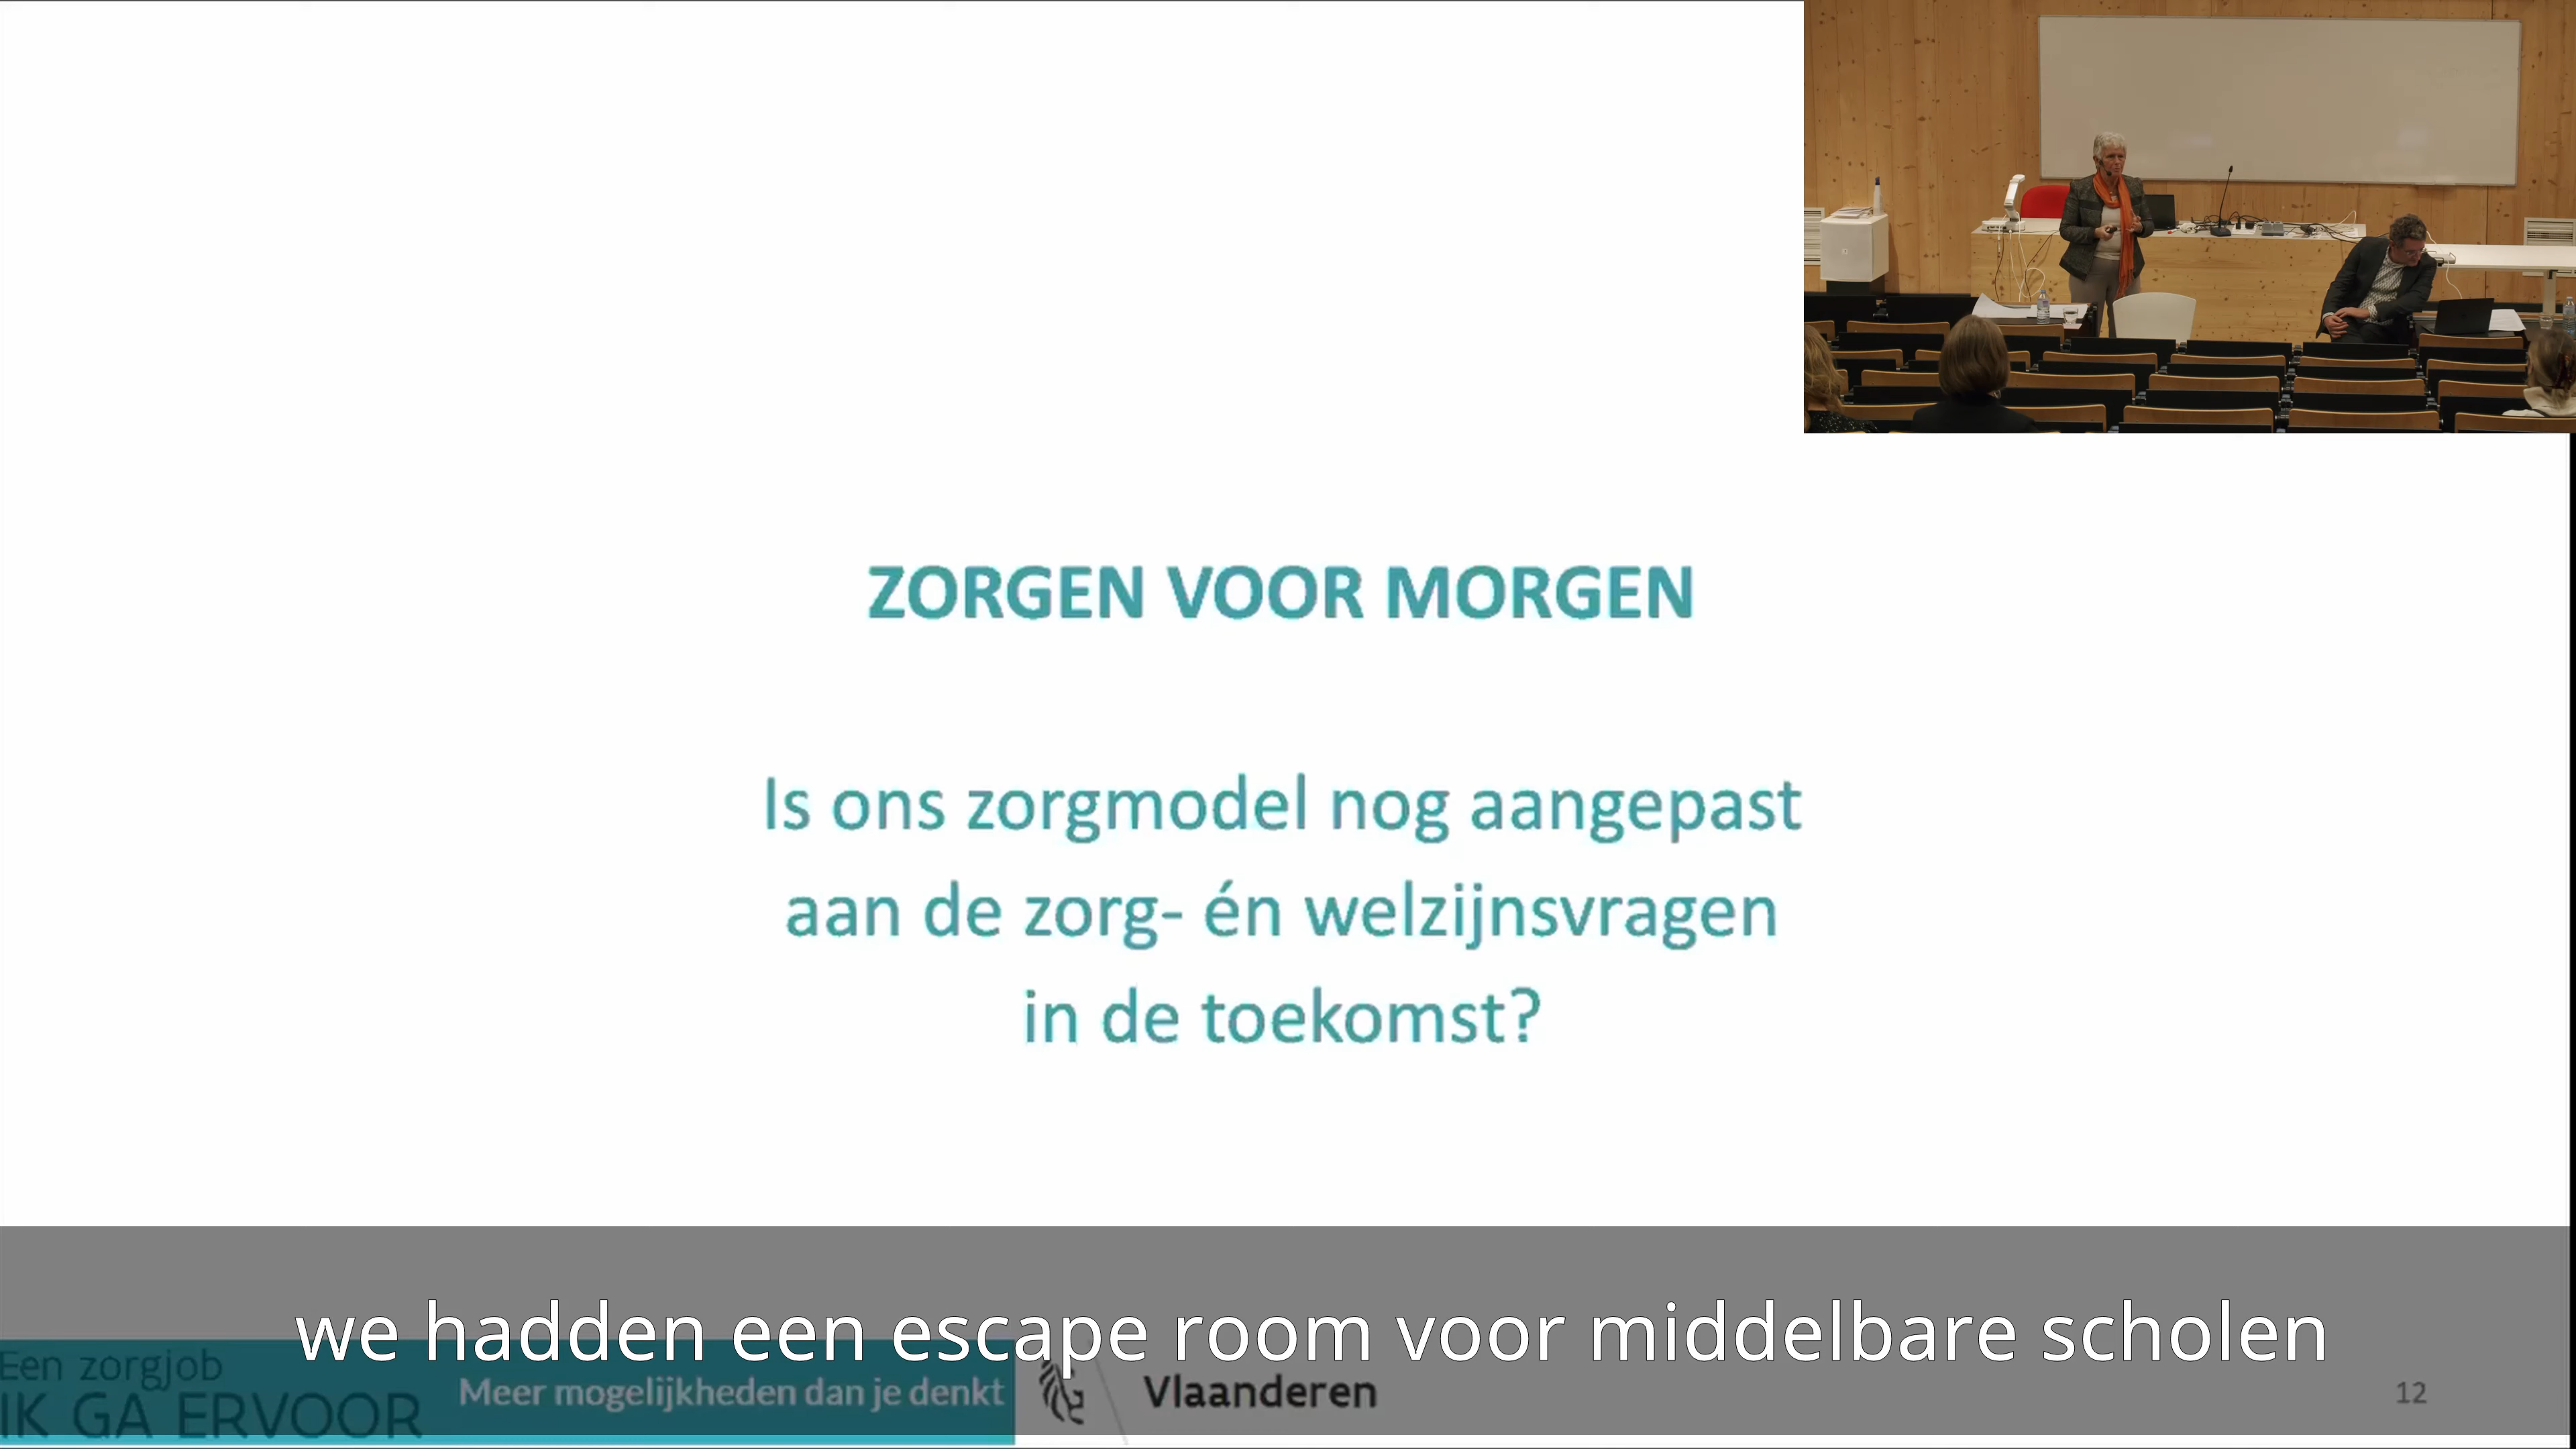 ZORGEN VOOR MORGEN
Is ons zorgmodel nog aangepast
aan de zorg- én welzijnsvragen
in de toekomst?
we hadden een escape room voor middelbare scholen
Een zorgjob
IK GA ERVOOR
Meer mogelijkheden dan je denkt
Vlaanderen
12